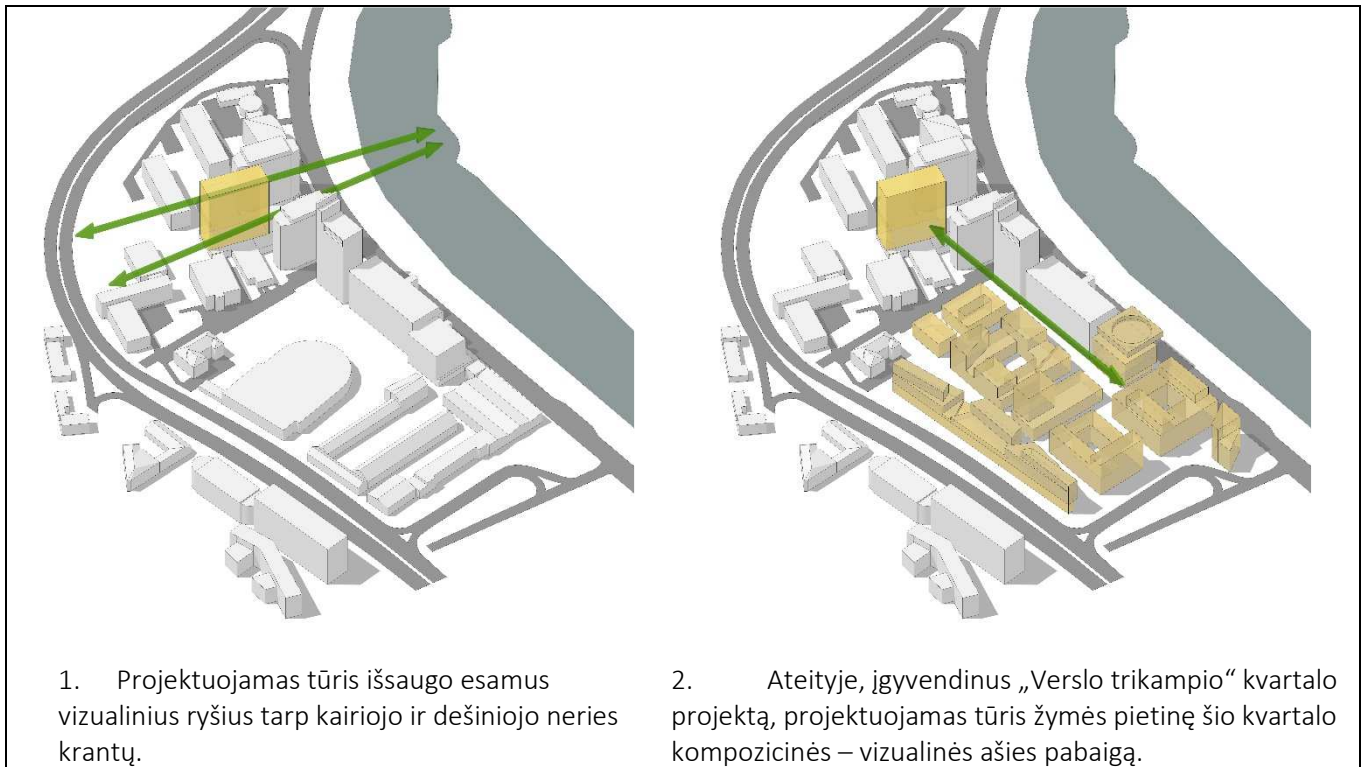 1. Projektuojamas tūris išsaugo esamus
vizualinius ryšius tarp kairiojo ir dešiniojo neries
krantų.
2. Ateityje, įgyvendinus „Verslo trikampio“ kvartalo
projektą, projektuojamas tūris žymės pietinę šio kvartalo
kompozicinės – vizualinės ašies pabaigą.